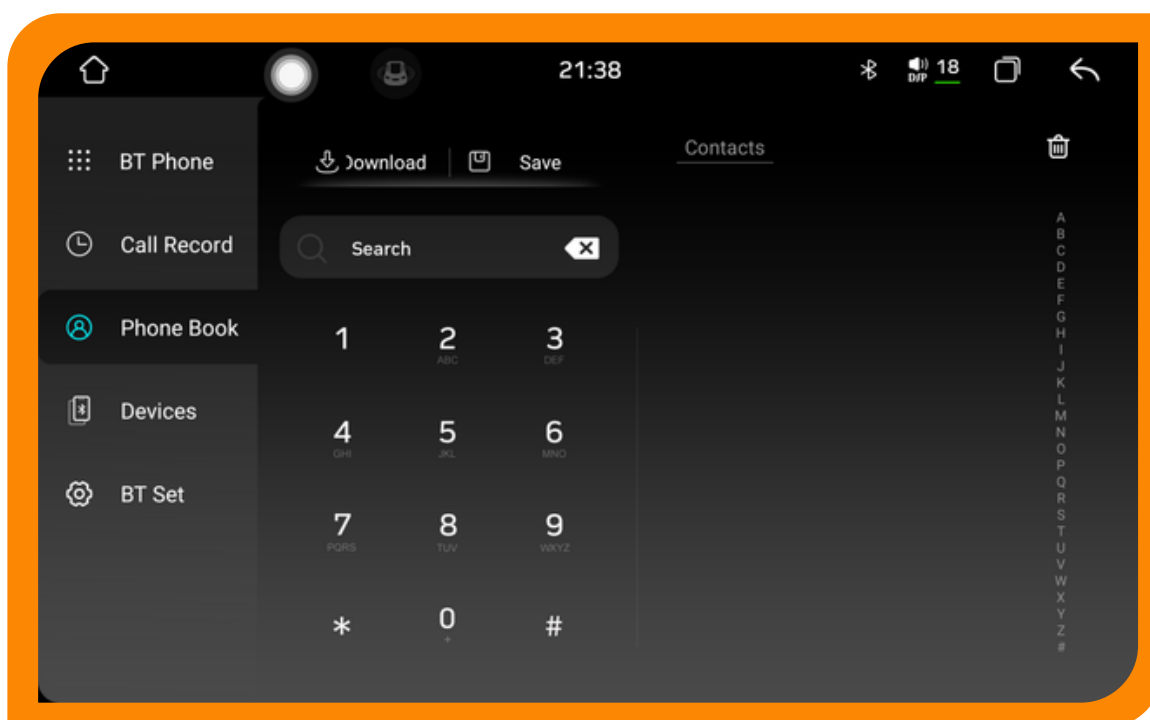 21:38
D/P 18
BT Phone
Call Record
Phone Book
Devices
BT Set
Download
Save
Search
1
2
ABC
3
DEF
4
GHI
5
JKL
6
MNO
7
PQRS
8
TUV
9
WXYZ
*
0
+
#
Contacts
A
B
C
D
E
F
G
H
I
J
K
L
M
N
O
P
Q
R
S
T
U
V
W
X
Y
Z
#